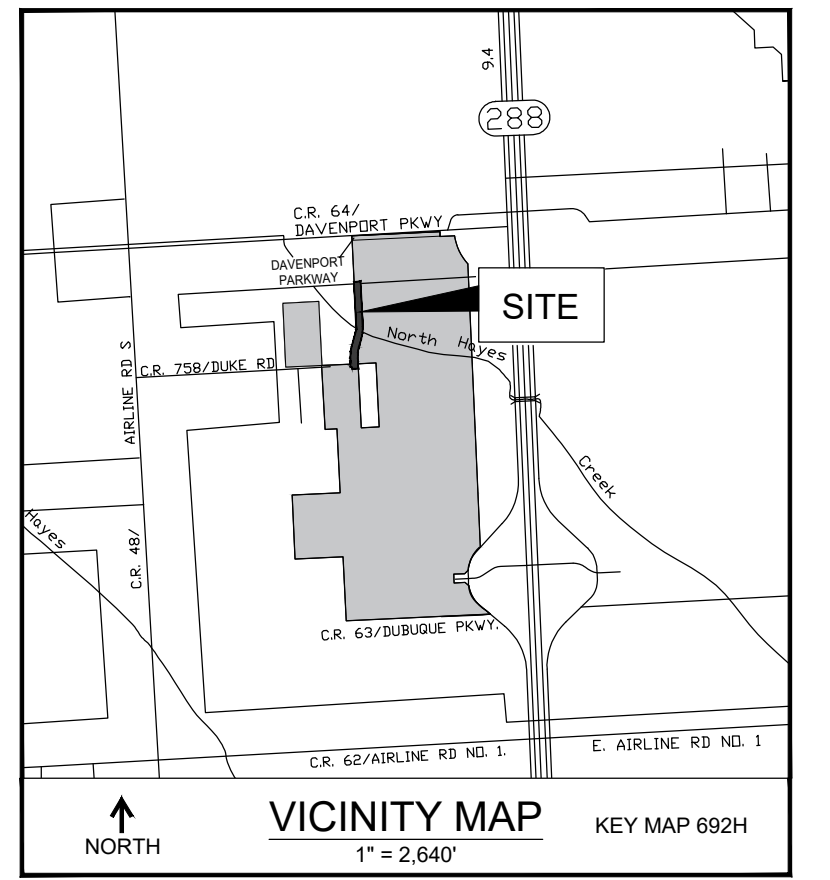 9.4
288
C.R. 64/
DAVENPORT PKWY
DAVENPORT
PARKWAY
SITE
North Hayes
C.R. 758/DUKE RD
AIRLINE RD S
Creek
Hayes
C.R. 48/
C.R. 63/DUBUQUE PKWY.
E. AIRLINE RD NO. 1
C.R. 62/AIRLINE RD NO. 1.
NORTH
VICINITY MAP
1" = 2,640'
KEY MAP 692H